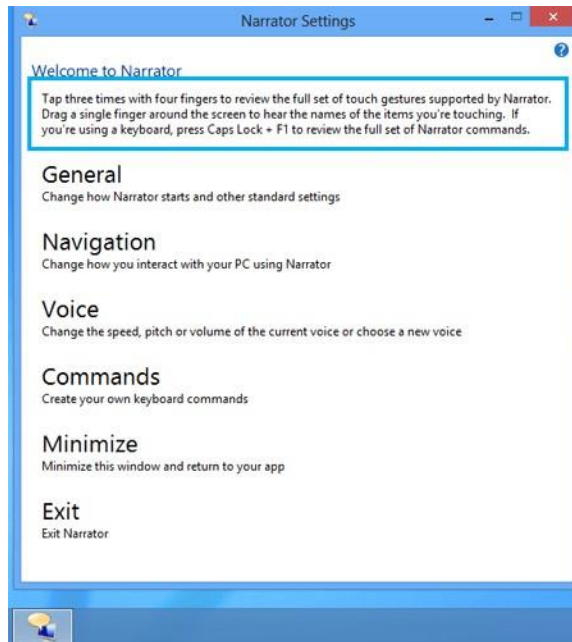 Narrator Settings
Welcome to Narrator
Tap three times with four fingers to review the full set of touch gestures supported by Narrator.
Drag a single finger around the screen to hear the names of the items you're touching. If
you're using a keyboard, press Caps Lock + F1 to review the full set of Narrator commands.
General
Change how Narrator starts and other standard settings
Navigation
Change how you interact with your PC using Narrator
Voice
Change the speed, pitch or volume of the current voice or choose a new voice
Commands
Create your own keyboard commands
Minimize
Minimize this window and return to your app
Exit
Exit Narrator